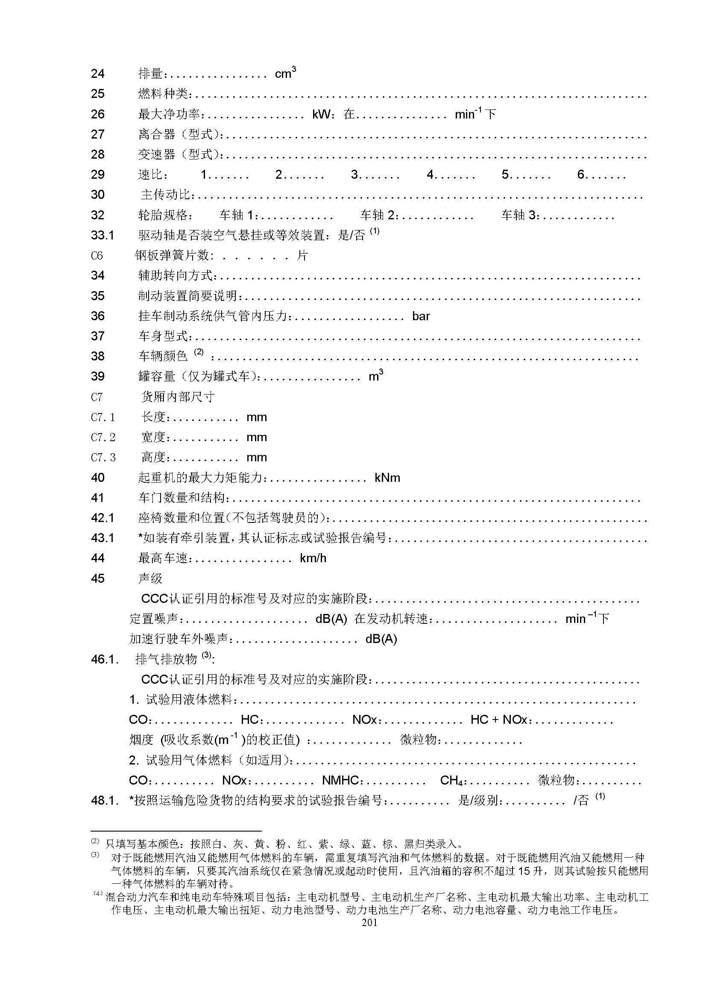 24 排量:................ cm³
25 燃料种类:.........................................................................
26 最大净功率:................ kW: 在............... min⁻¹下
27 离合器（型式）:....................................................................
28 变速器（型式）:....................................................................
29 速比: 1....... 2....... 3....... 4....... 5....... 6.......
30 主传动比:........................................................................
32 轮胎规格: 车轴 1:............ 车轴 2:............ 车轴 3:............
33.1 驱动轴是否装空气悬挂或等效装置: 是/否 (1)
C6 钢板弹簧片数: . . . . . . 片
34 辅助转向方式:....................................................................
35 制动装置简要说明:................................................................
36 挂车制动系统供气管内压力:.................. bar
37 车身型式:........................................................................
38 车辆颜色 (2) :....................................................................
39 罐容量（仅为罐式车）:................ m³
C7 货厢内部尺寸
C7.1 长度:........... mm
C7.2 宽度:........... mm
C7.3 高度:........... mm
40 起重机的最大力矩能力:................ kNm
41 车门数量和结构:..................................................................
42.1 座椅数量和位置(不包括驾驶员的):...................................................
43.1 *如装有牵引装置, 其认证标志或试验报告编号:.........................................
44 最高车速:................ km/h
45 声级
CCC认证引用的标准号及对应的实施阶段:...........................................
定置噪声:.................... dB(A) 在发动机转速:.................... min⁻¹下
加速行驶车外噪声:.................... dB(A)
46.1. 排气排放物 (3):
CCC认证引用的标准号及对应的实施阶段:...........................................
1. 试验用液体燃料:................................................................
CO:............. HC:............. NOx:............. HC + NOx:.............
烟度 (吸收系数(m⁻¹)的校正值) :............. 微粒物:.............
2. 试验用气体燃料（如适用）:.......................................................
CO:.......... NOx:.......... NMHC:.......... CH₄:.......... 微粒物:..........
48.1. *按照运输危险货物的结构要求的试验报告编号:.......... 是/级别:.......... /否 (1)
(2) 只填写基本颜色: 按照白、灰、黄、粉、红、紫、绿、蓝、棕、黑归类录入。
(3) 对于既能燃用汽油又能燃用气体燃料的车辆，需重复填写汽油和气体燃料的数据。对于既能燃用汽油又能燃用一种
气体燃料的车辆，只要其汽油系统仅在紧急情况或起动时使用，且汽油箱的容积不超过 15 升，则其试验按只能燃用
一种气体燃料的车辆对待。
(4) 混合动力汽车和纯电动车特殊项目包括: 主电动机型号、主电动机生产厂名称、主电动机最大输出功率、主电动机工
作电压、主电动机最大输出扭矩、动力电池型号、动力电池生产厂名称、动力电池容量、动力电池工作电压。
201